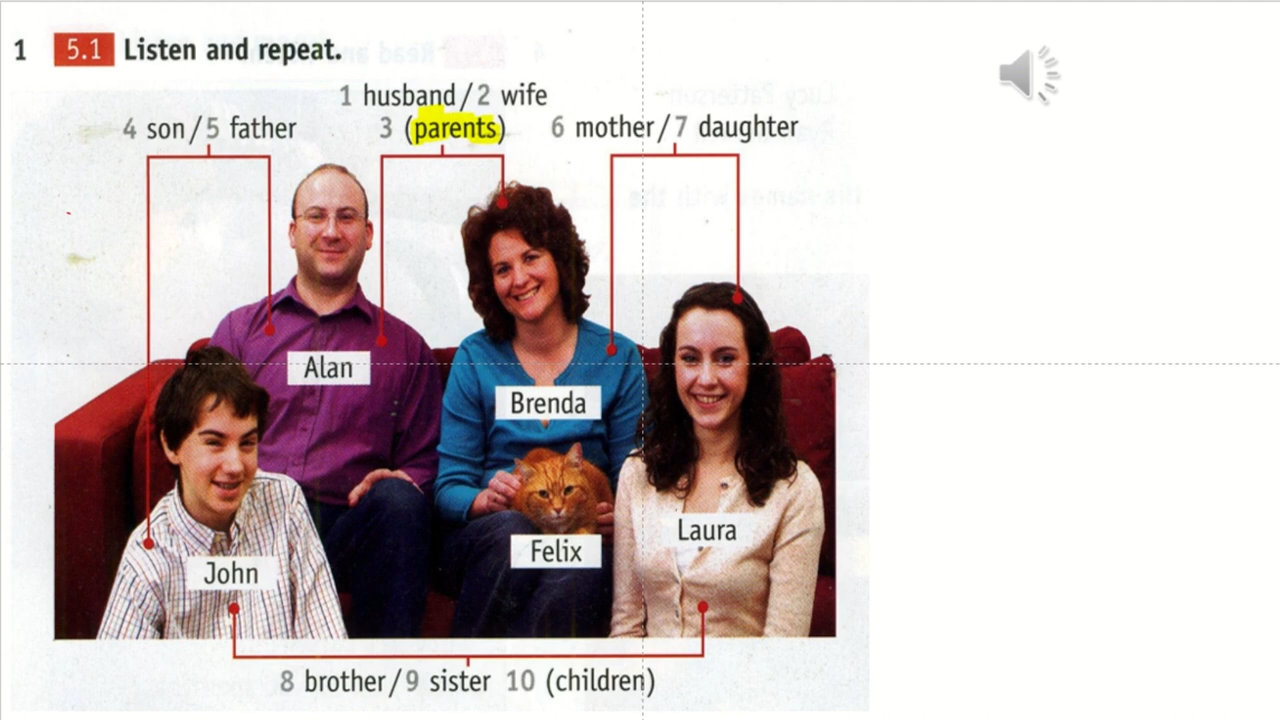 1 5.1 Listen and repeat.
1 husband/2 wife
4 son/5 father 3 (parents) 6 mother/7 daughter
Alan
Brenda
Laura
Felix
John
8 brother/9 sister 10 (children)